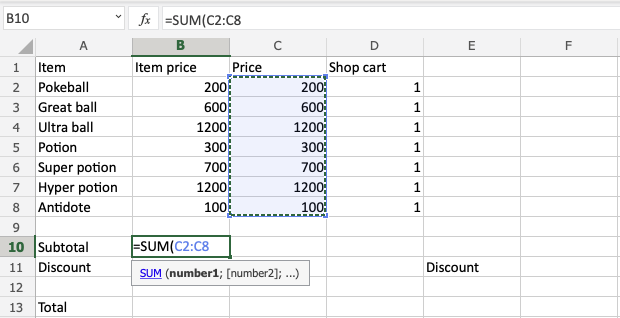 B10 fx =SUM(C2:C8
A B C D E F
1 Item Item price Price Shop cart
2 Pokeball 200 200 1
3 Great ball 600 600 1
4 Ultra ball 1200 1200 1
5 Potion 300 300 1
6 Super potion 700 700 1
7 Hyper potion 1200 1200 1
8 Antidote 100 100 1
9
10 Subtotal =SUM(C2:C8
11 Discount SUM (number1; [number2]; ...) Discount
12
13 Total